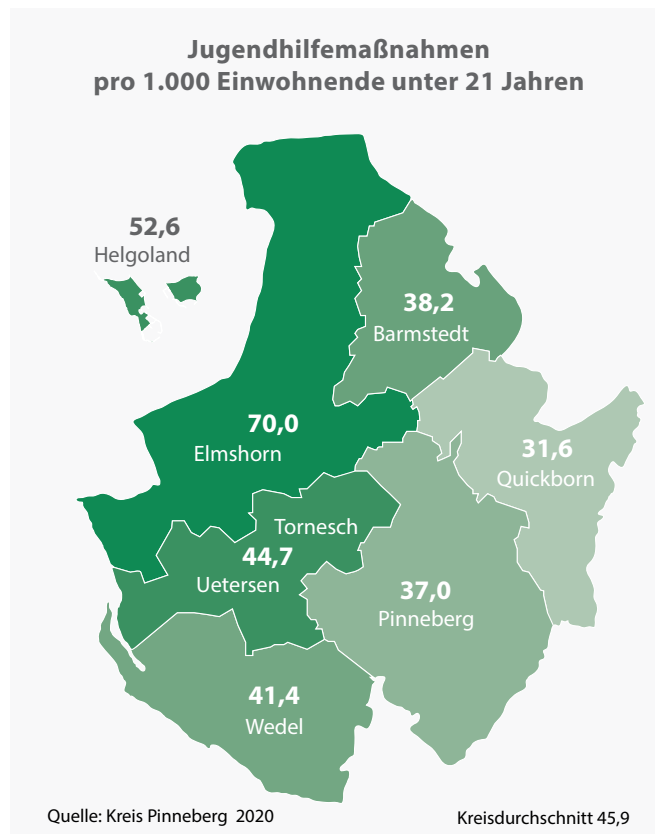 Jugendhilfemaßnahmen
pro 1.000 Einwohnende unter 21 Jahren
52,6
Helgoland
38,2
Barmstedt
70,0
Elmshorn
31,6
Quickborn
Tornesch
44,7
Uetersen
37,0
Pinneberg
41,4
Wedel
Quelle: Kreis Pinneberg 2020
Kreisdurchschnitt 45,9